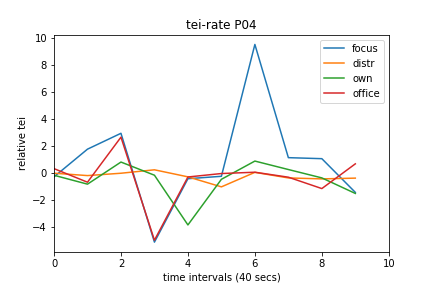 tei-rate P04
10
8
6
4
2
0
−2
−4
relative tei
focus
distr
own
office
0 2 4 6 8 10
time intervals (40 secs)